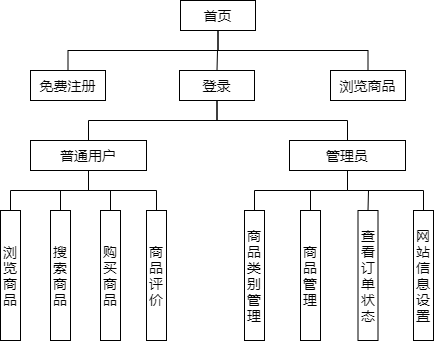 首页
免费注册
登录
浏览商品
普通用户
管理员
浏览商品
搜索商品
购买商品
商品评价
商品类别管理
商品管理
查看订单状态
网站信息设置